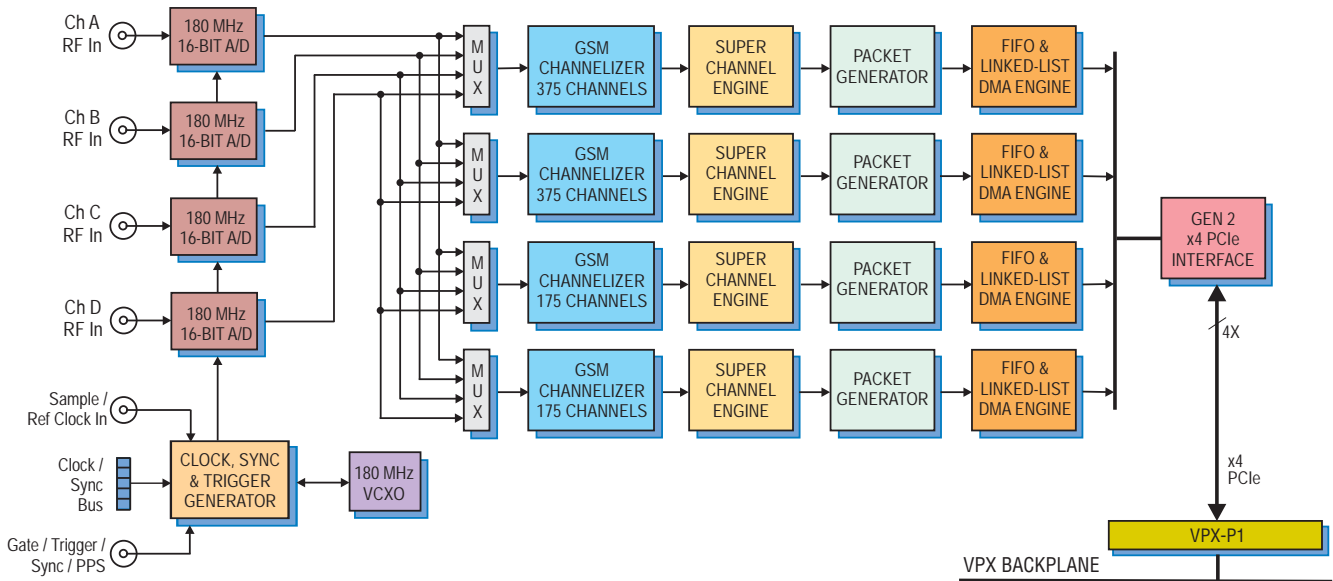 Ch A
RF In
180 MHz
16-BIT A/D
M
U
X
GSM
CHANNELIZER
375 CHANNELS
SUPER
CHANNEL
ENGINE
PACKET
GENERATOR
FIFO &
LINKED-LIST
DMA ENGINE
Ch B
RF In
180 MHz
16-BIT A/D
M
U
X
GSM
CHANNELIZER
375 CHANNELS
SUPER
CHANNEL
ENGINE
PACKET
GENERATOR
FIFO &
LINKED-LIST
DMA ENGINE
Ch C
RF In
180 MHz
16-BIT A/D
GEN 2
x4 PCIe
INTERFACE
M
U
X
GSM
CHANNELIZER
175 CHANNELS
SUPER
CHANNEL
ENGINE
PACKET
GENERATOR
FIFO &
LINKED-LIST
DMA ENGINE
Ch D
RF In
180 MHz
16-BIT A/D
4X
M
U
X
GSM
CHANNELIZER
175 CHANNELS
SUPER
CHANNEL
ENGINE
PACKET
GENERATOR
FIFO &
LINKED-LIST
DMA ENGINE
Sample /
Ref Clock In
Clock /
Sync
Bus
CLOCK, SYNC
& TRIGGER
GENERATOR
180 MHz
VCXO
x4
PCIe
Gate / Trigger /
Sync / PPS
VPX-P1
VPX BACKPLANE